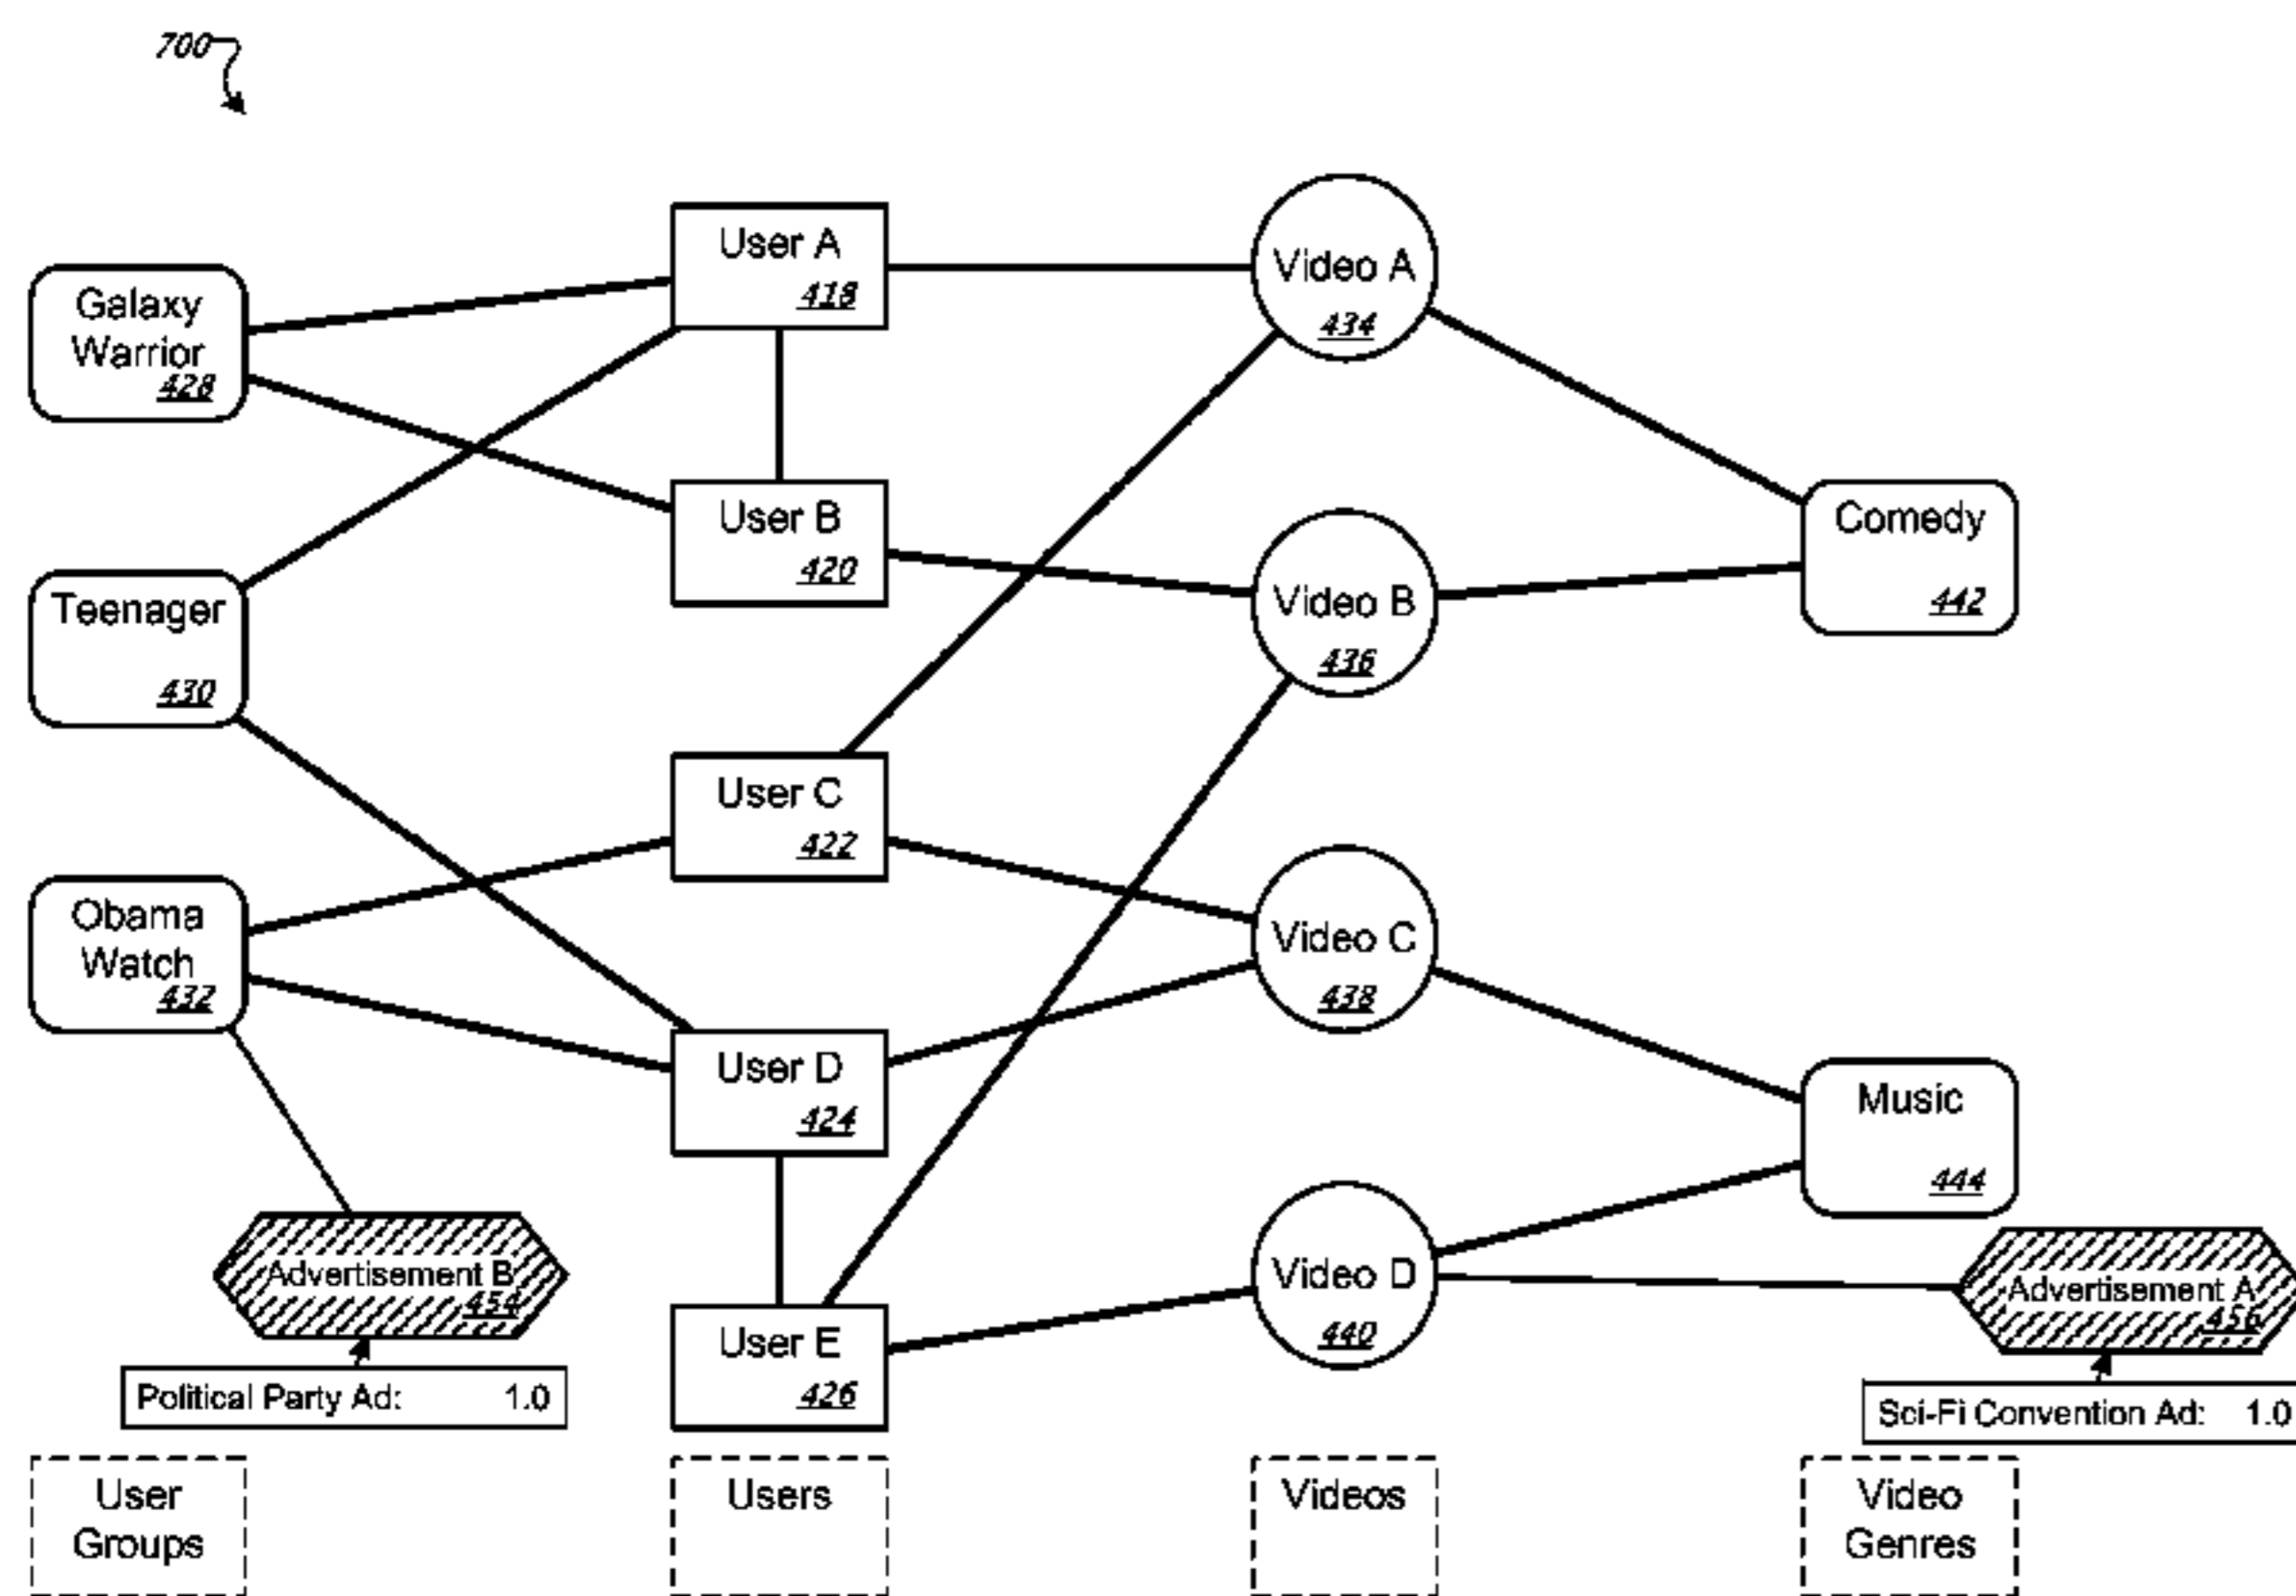 700
User A
418
Video A
434
Galaxy
Warrior
428
User B
420
Comedy
442
Video B
436
Teenager
430
User C
422
Obama
Watch
432
Video C
438
User D
424
Music
444
Advertisement B
454
Video D
440
Advertisement A
456
User E
426
Political Party Ad: 1.0
Sci-Fi Convention Ad: 1.0
User
Groups
Users
Videos
Video
Genres